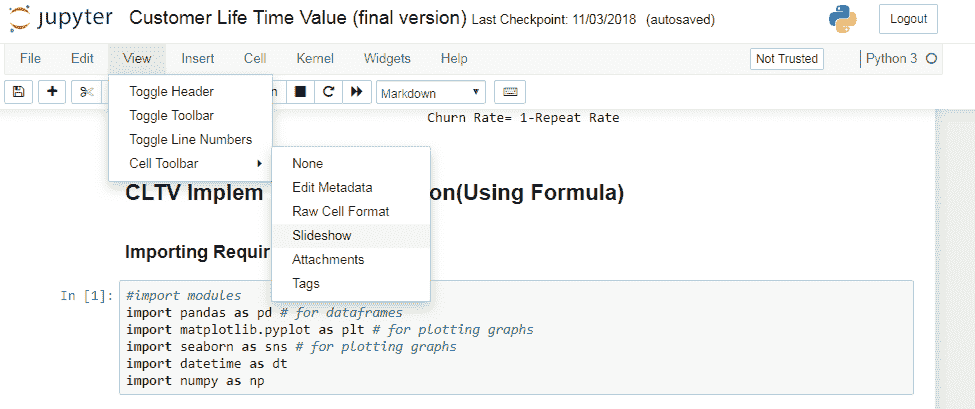 jupyter Customer Life Time Value (final version) Last Checkpoint: 11/03/2018 (autosaved) Logout
File Edit View Insert Cell Kernel Widgets Help Not Trusted Python 3
Markdown
Toggle Header
Toggle Toolbar
Toggle Line Numbers
Cell Toolbar
None
Edit Metadata
Raw Cell Format
Slideshow
Attachments
Tags
Churn Rate= 1-Repeat Rate
CLTV Implem on(Using Formula)
Importing Requir
In [1]: #import modules
import pandas as pd # for dataframes
import matplotlib.pyplot as plt # for plotting graphs
import seaborn as sns # for plotting graphs
import datetime as dt
import numpy as np